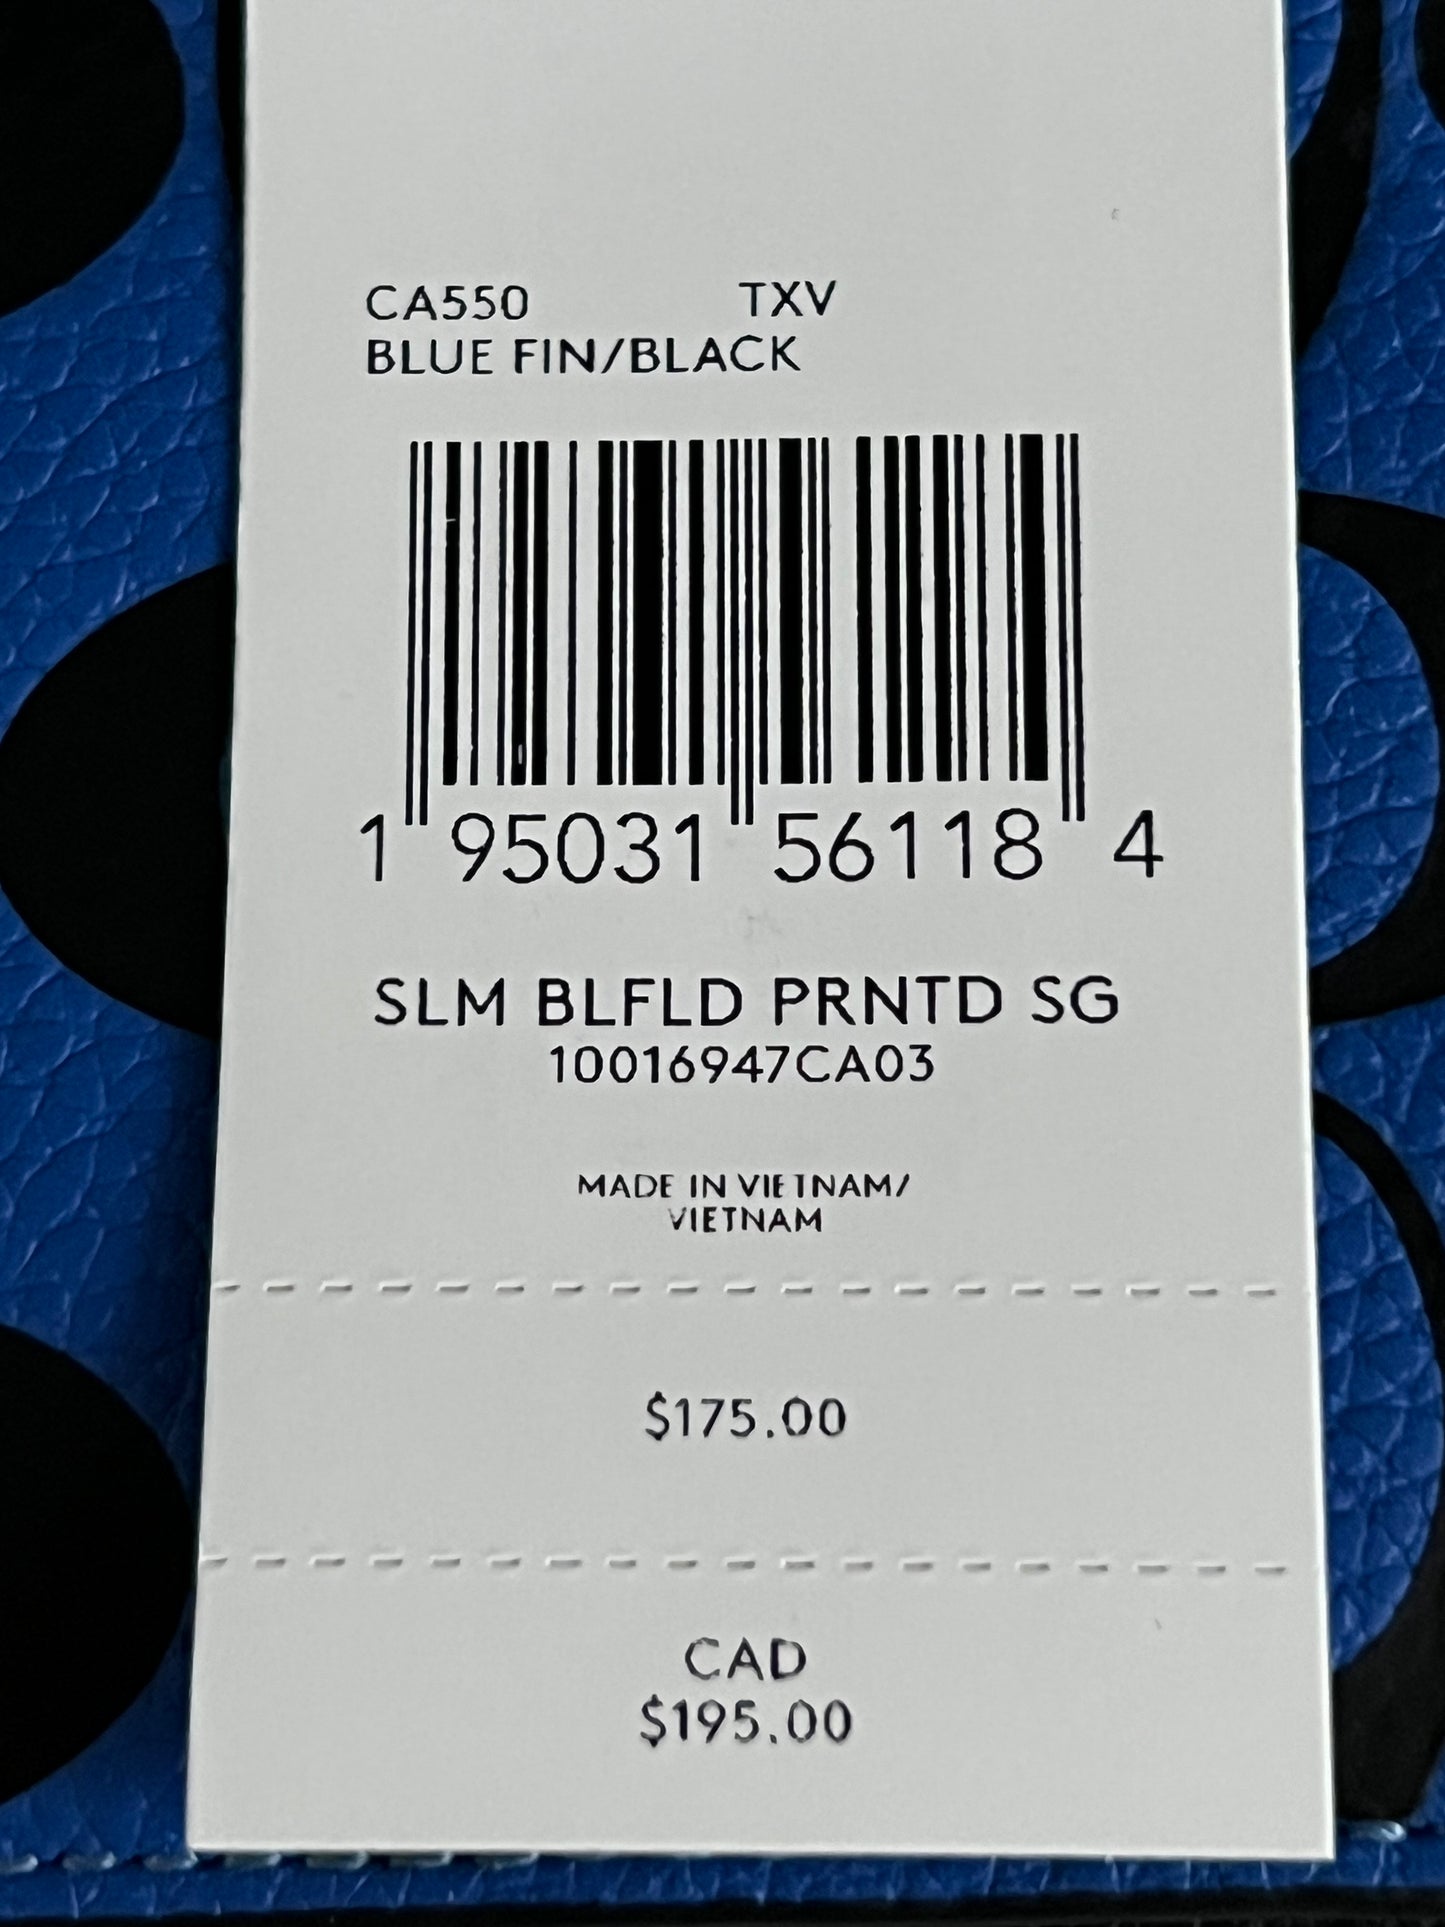 CA550 TXV
BLUE FIN/BLACK
1 95031 56118 4
SLM BLFLD PRNTD SG
10016947CA03
MADE IN VIETNAM/
VIETNAM
$175.00
CAD
$195.00